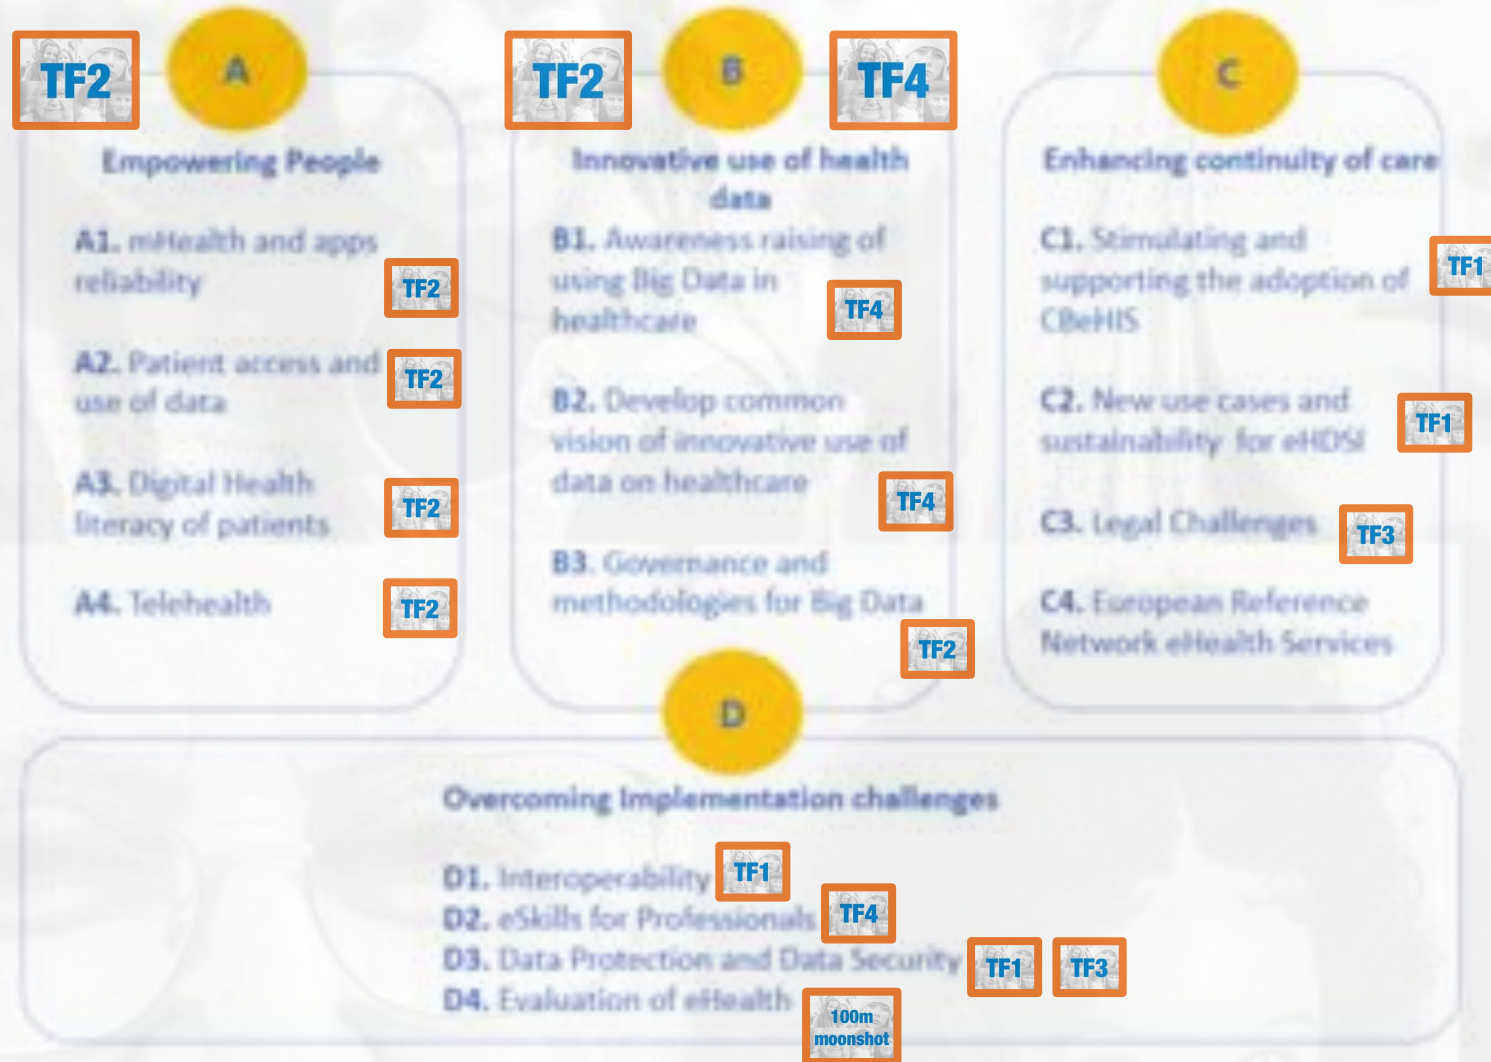 TF2
A
Empowering People
A1. mHealth and apps
reliability
TF2
A2. Patient access and
use of data
TF2
A3. Digital Health
literacy of patients
TF2
A4. Telehealth
TF2
TF2
B
TF4
Innovative use of health
data
B1. Awareness raising of
using Big Data in
healthcare
TF4
B2. Develop common
vision of innovative use of
data on healthcare
TF4
B3. Governance and
methodologies for Big Data
TF2
C
Enhancing continuity of care
C1. Stimulating and
supporting the adoption of
CBeHIS
TF1
C2. New use cases and
sustainability for eHDSI
TF1
C3. Legal Challenges
TF3
C4. European Reference
Network eHealth Services
D
Overcoming Implementation challenges
D1. Interoperability TF1
D2. eSkills for Professionals TF4
D3. Data Protection and Data Security TF1 TF3
D4. Evaluation of eHealth
100m
moonshot